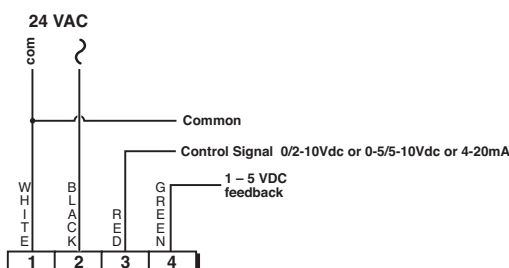 24 VAC
com
Common
Control Signal 0/2-10Vdc or 0-5/5-10Vdc or 4-20mA
1 – 5 VDC
feedback
WHITE
BLACK
RED
GREEN
1 2 3 4